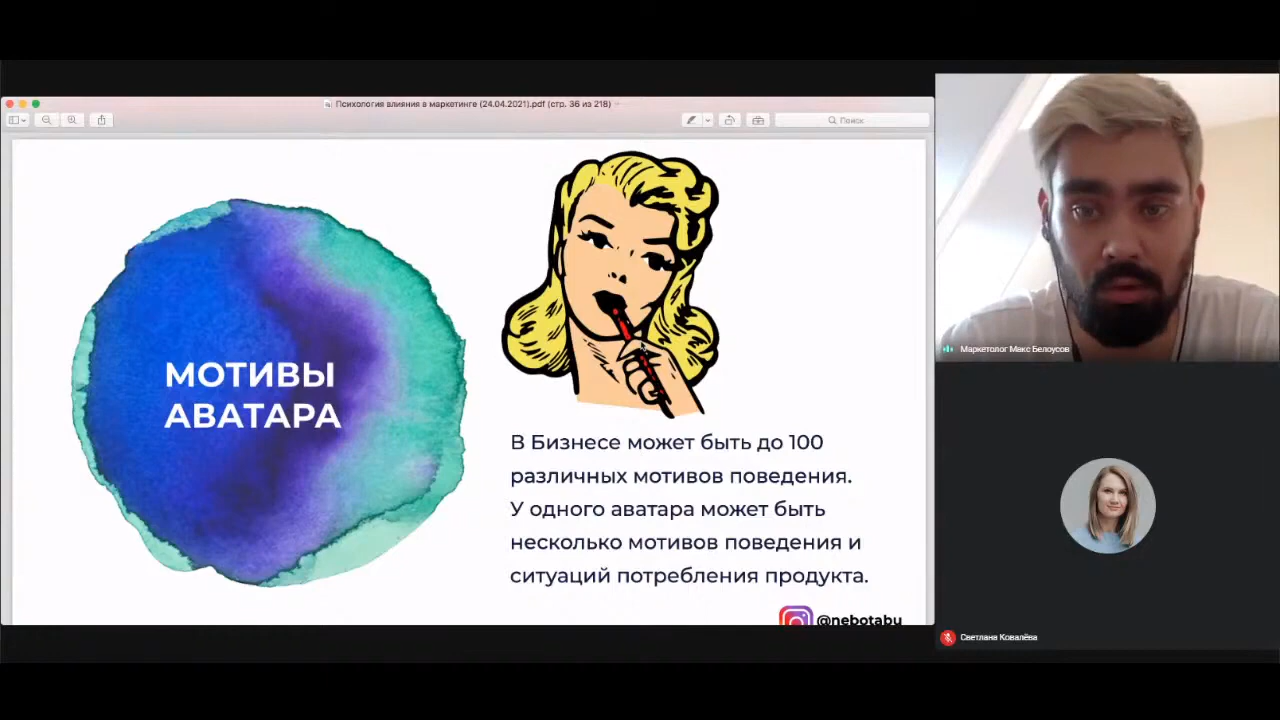 Психология влияния в маркетинге (24.04.2021).pdf (стр. 36 из 218)
Поиск
МОТИВЫ
АВАТАРА
В Бизнесе может быть до 100
различных мотивов поведения.
У одного аватара может быть
несколько мотивов поведения и
ситуаций потребления продукта.
@nebotabu
Маркетолог Макс Белоусов
Светлана Ковалёва